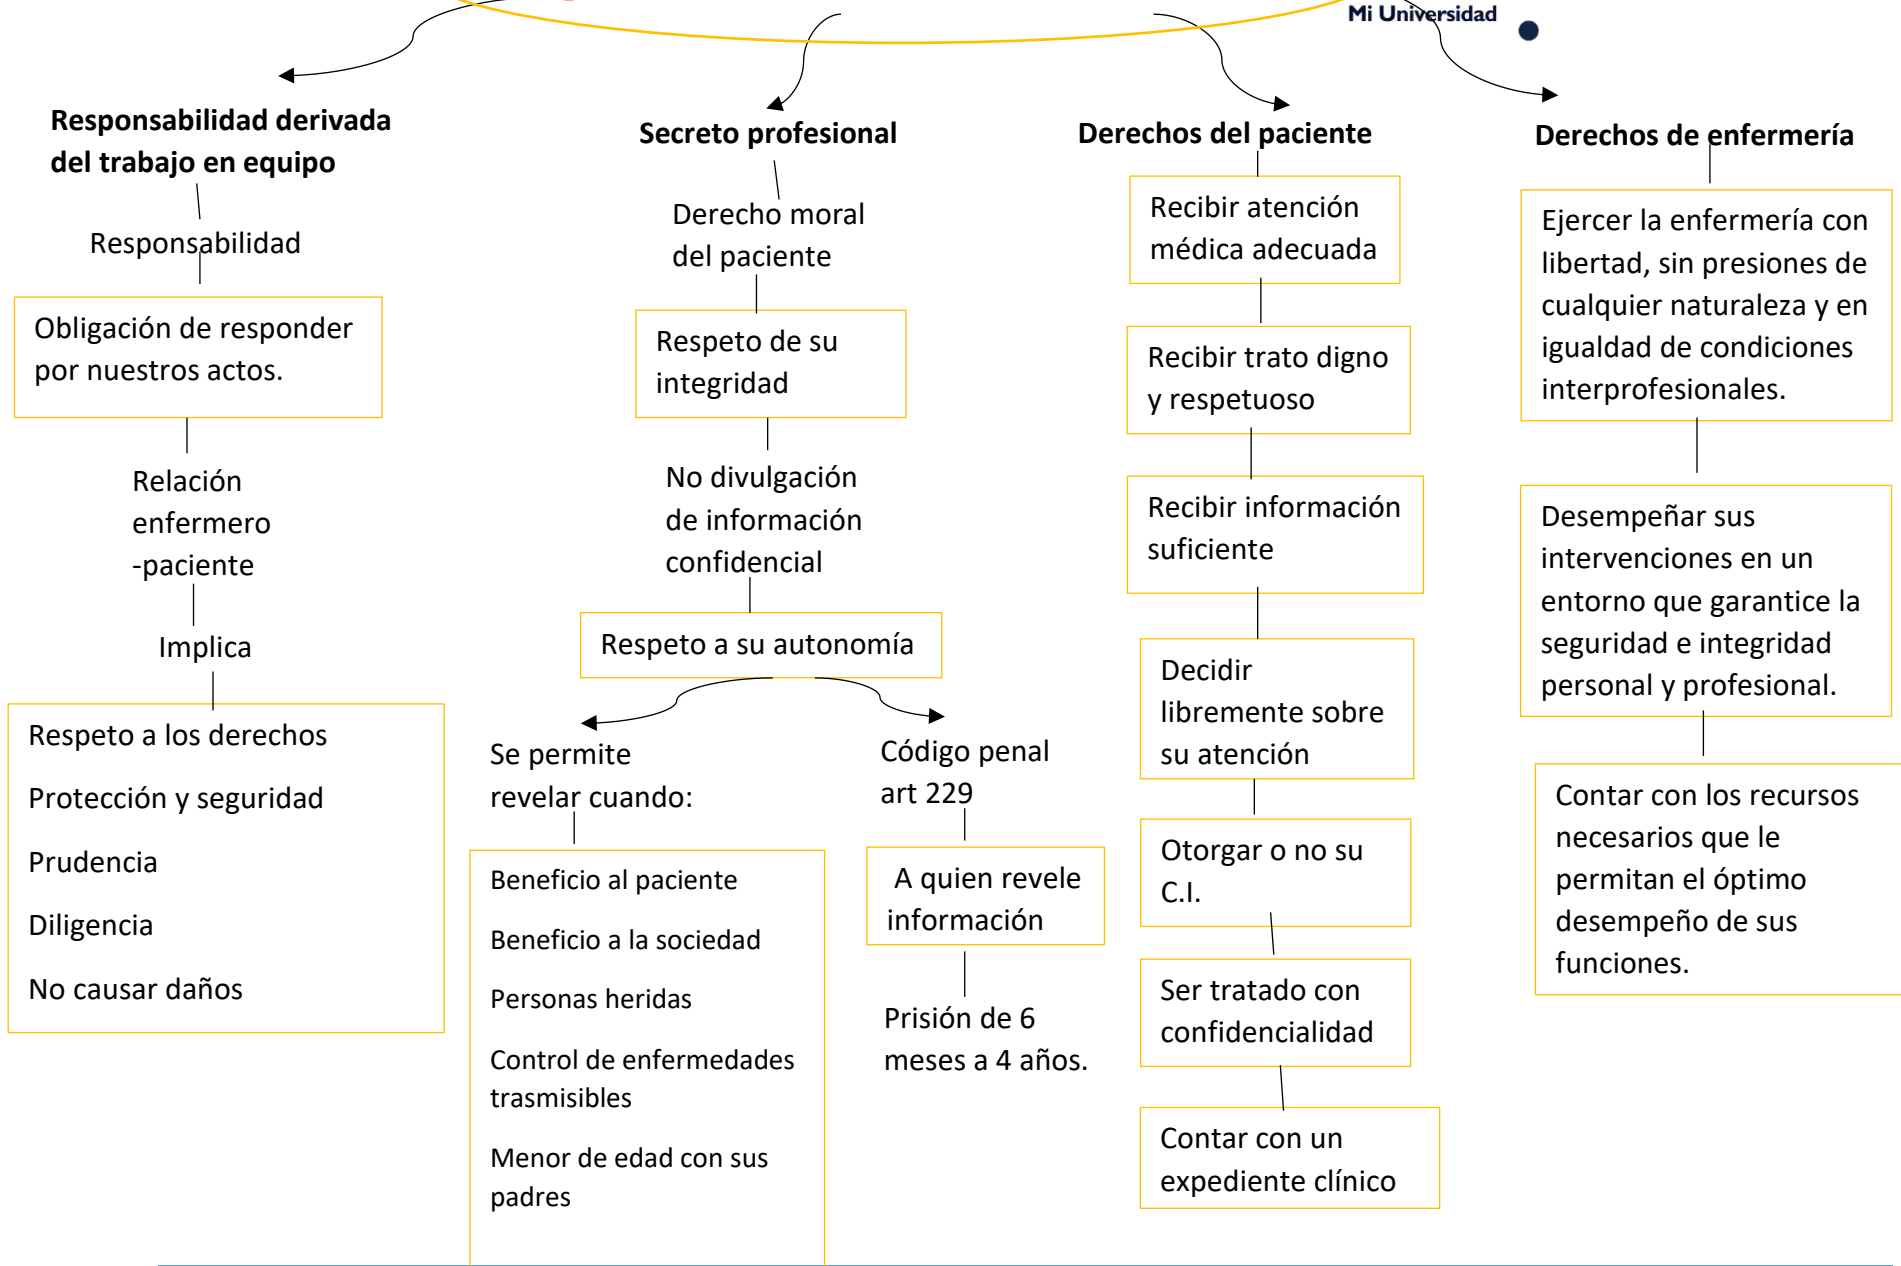 Mi Universidad
Responsabilidad derivada
del trabajo en equipo
Responsabilidad
Obligación de responder
por nuestros actos.
Relación
enfermero
-paciente
Implica
Respeto a los derechos
Protección y seguridad
Prudencia
Diligencia
No causar daños
Secreto profesional
Derecho moral
del paciente
Respeto de su
integridad
No divulgación
de información
confidencial
Respeto a su autonomía
Se permite
revelar cuando:
Beneficio al paciente
Beneficio a la sociedad
Personas heridas
Control de enfermedades
trasmisibles
Menor de edad con sus
padres
Código penal
art 229
A quien revele
información
Prisión de 6
meses a 4 años.
Derechos del paciente
Recibir atención
médica adecuada
Recibir trato digno
y respetuoso
Recibir información
suficiente
Decidir
libremente sobre
su atención
Otorgar o no su
C.I.
Ser tratado con
confidencialidad
Contar con un
expediente clínico
Derechos de enfermería
Ejercer la enfermería con
libertad, sin presiones de
cualquier naturaleza y en
igualdad de condiciones
interprofesionales.
Desempeñar sus
intervenciones en un
entorno que garantice la
seguridad e integridad
personal y profesional.
Contar con los recursos
necesarios que le
permitan el óptimo
desempeño de sus
funciones.